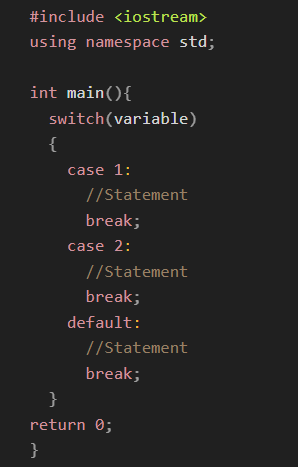 #include <iostream>
using namespace std;

int main(){
  switch(variable)
  {
    case 1:
      //Statement
      break;
    case 2:
      //Statement
      break;
    default:
      //Statement
      break;
  }
return 0;
}